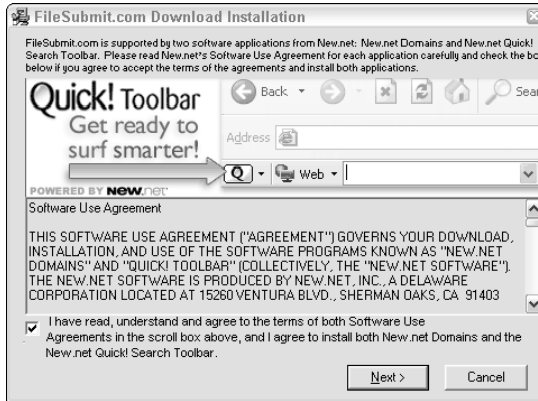 FileSubmit.com Download Installation
FileSubmit.com is supported by two software applications from New.net: New.net Domains and New.net Quick!
Search Toolbar. Please read New.net's Software Use Agreement for each application carefully and check the
below if you agree to accept the terms of the agreements and install both applications.
Quick! Toolbar
Get ready to
surf smarter!
POWERED BY NEW.NET
Back
Address
Q Web
Software Use Agreement
THIS SOFTWARE USE AGREEMENT ("AGREEMENT") GOVERNS YOUR DOWNLOAD,
INSTALLATION, AND USE OF THE SOFTWARE PROGRAMS KNOWN AS "NEW.NET
DOMAINS" AND "QUICK! TOOLBAR" (COLLECTIVELY, THE "NEW.NET SOFTWARE").
THE NEW.NET SOFTWARE IS PRODUCED BY NEW.NET, INC., A DELAWARE
CORPORATION LOCATED AT 15260 VENTURA BLVD., SHERMAN OAKS, CA 91403
I have read, understand and agree to the terms of both Software Use
Agreements in the scroll box above, and I agree to install both New.net Domains and the
New.net Quick! Search Toolbar.
Next >
Cancel